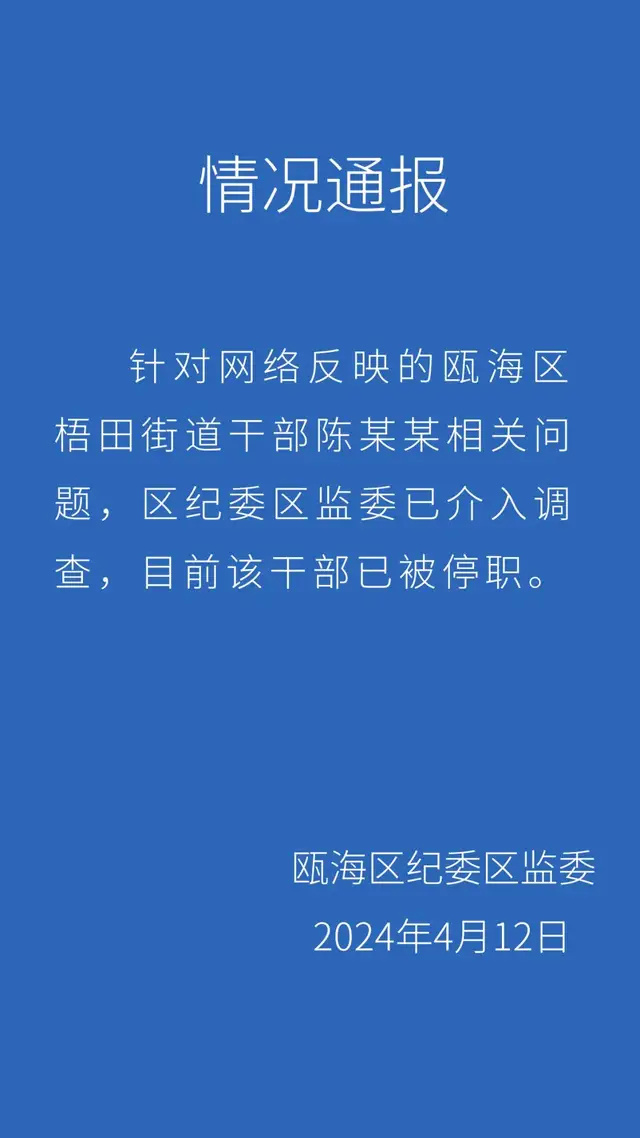 情况通报
针对网络反映的瓯海区
梧田街道干部陈某某相关问
题，区纪委区监委已介入调
查，目前该干部已被停职。
瓯海区纪委区监委
2024年4月12日